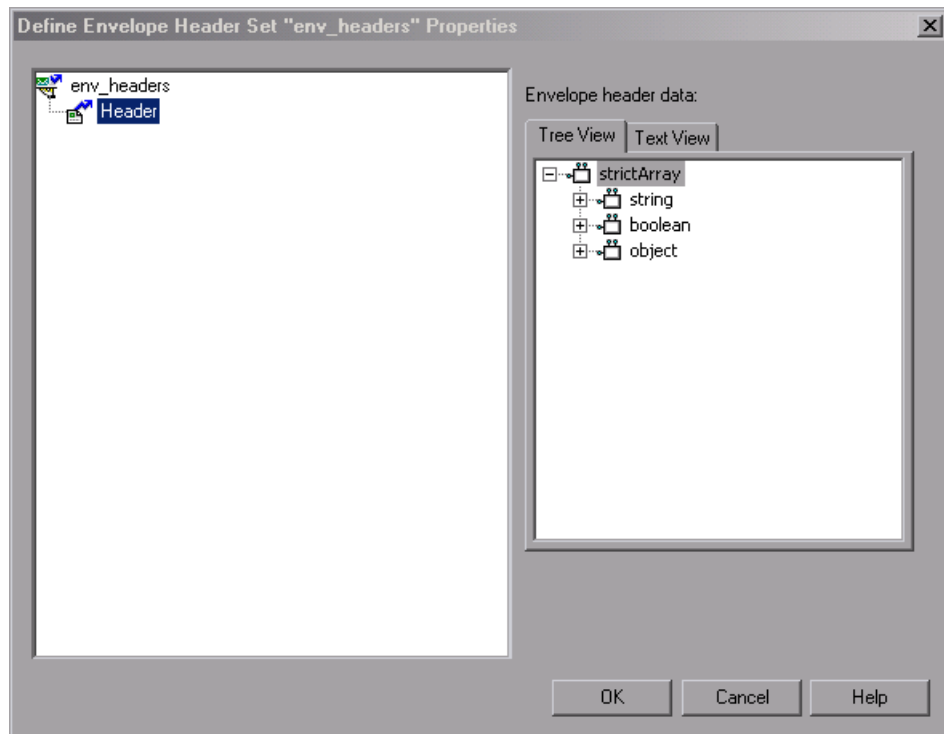 Define Envelope Header Set "env_headers" Properties
env_headers
Header
Envelope header data:
Tree View
Text View
strictArray
string
boolean
object
OK
Cancel
Help